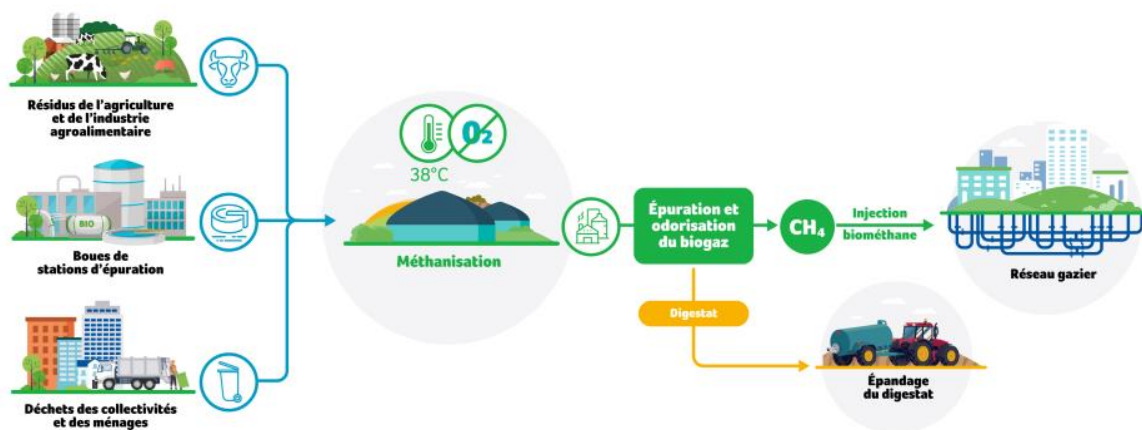 Résidus de l'agriculture
et de l'industrie
agroalimentaire
BIO
Boues de
stations d'épuration
Déchets des collectivités
et des ménages
38°C
O₂
Méthanisation
Épuration et
odorisation
du biogaz
CH₄
Injection
biométhane
Réseau gazier
Digestat
Épandage
du digestat